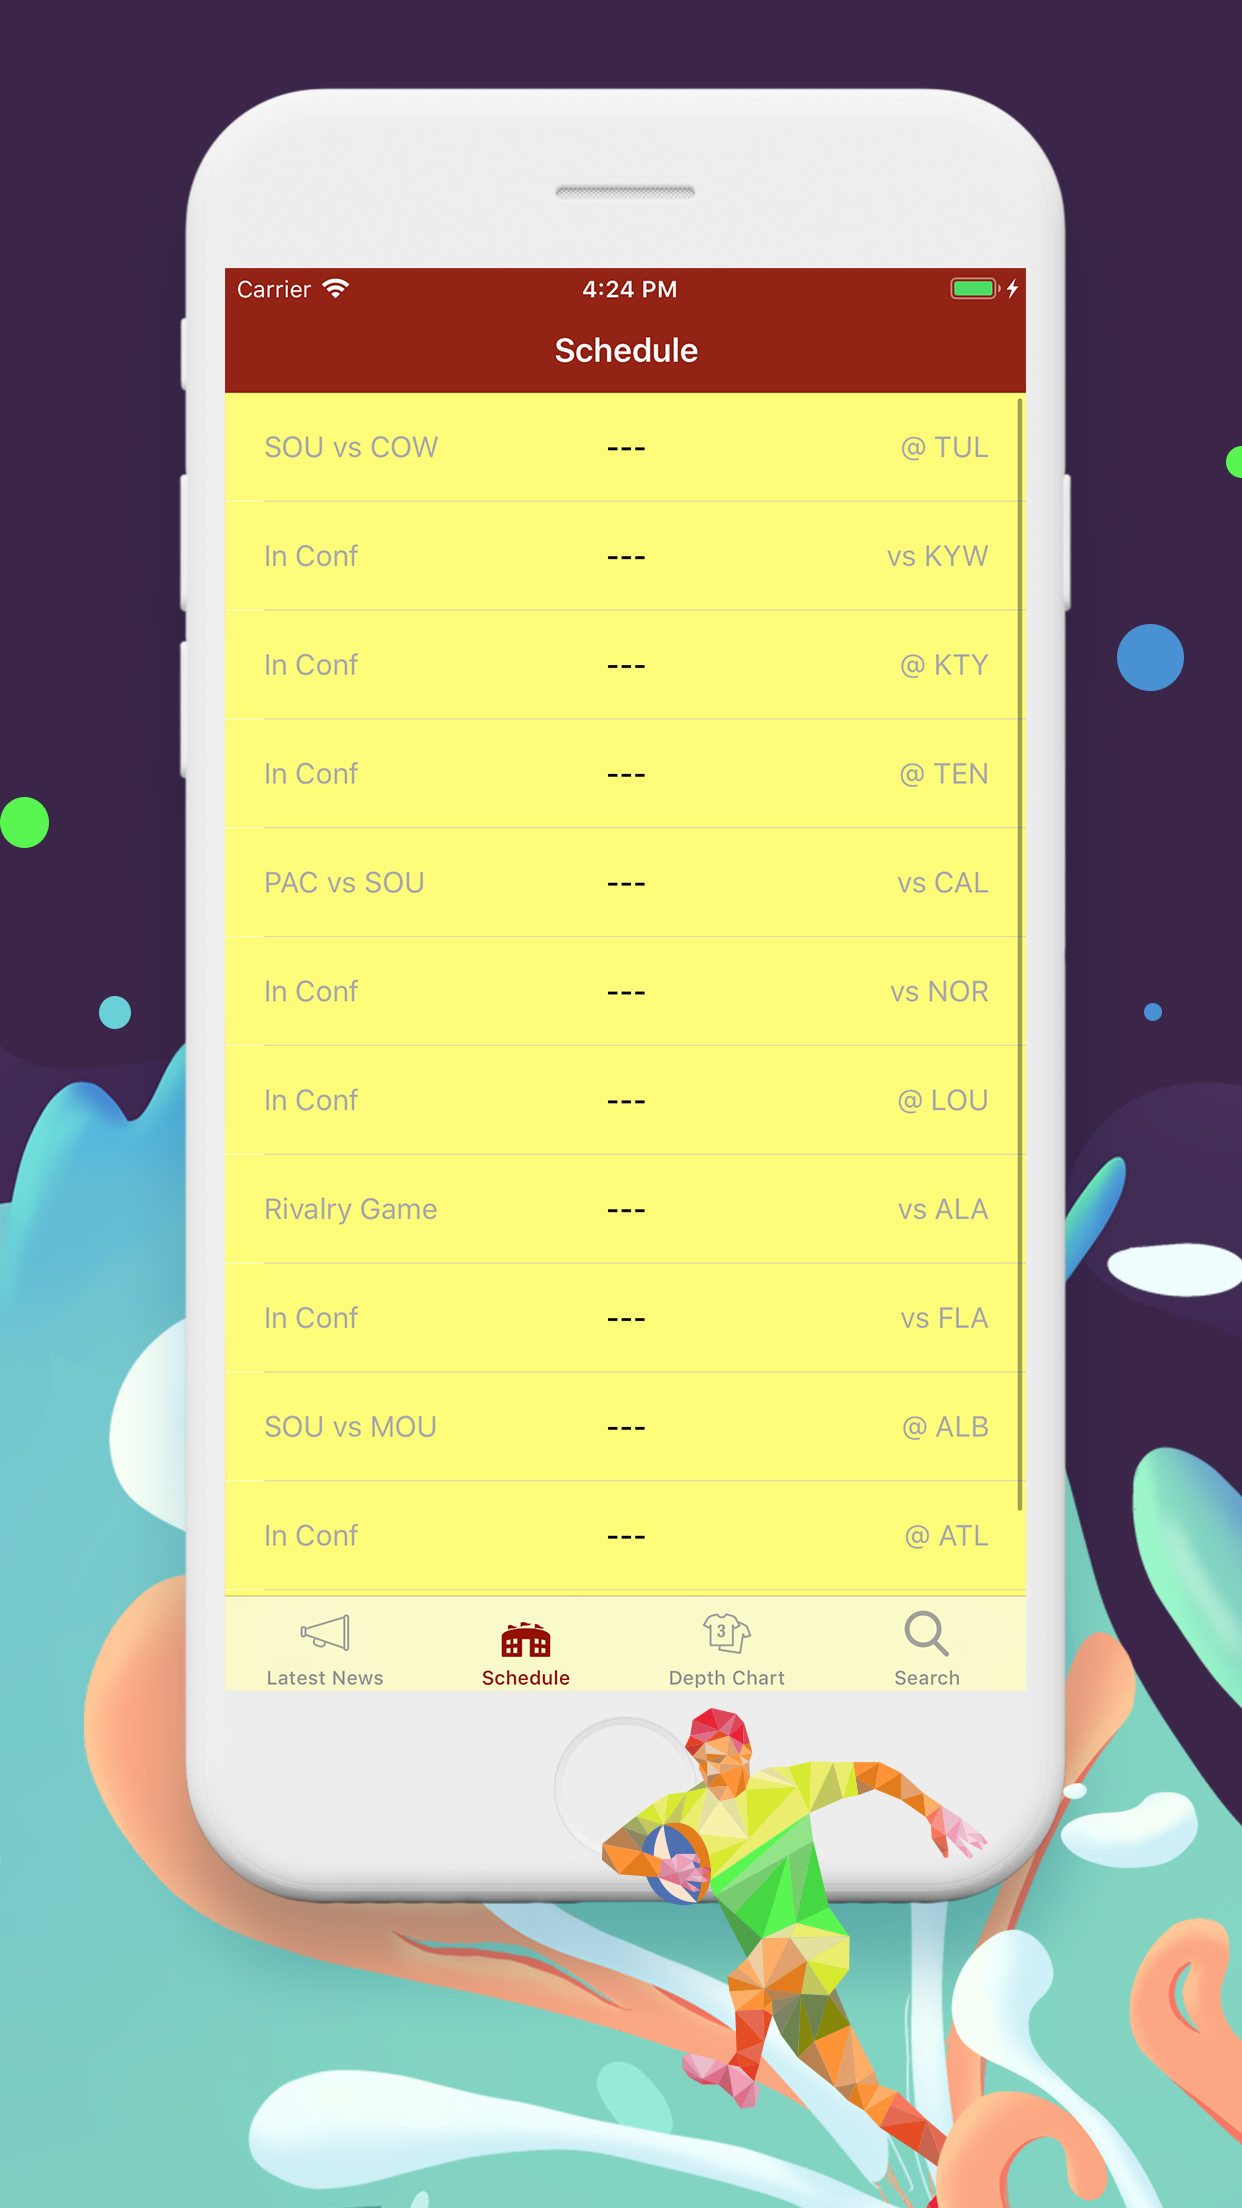 Carrier 4:24 PM
Schedule
SOU vs COW --- @ TUL
In Conf --- vs KYW
In Conf --- @ KTY
In Conf --- @ TEN
PAC vs SOU --- vs CAL
In Conf --- vs NOR
In Conf --- @ LOU
Rivalry Game --- vs ALA
In Conf --- vs FLA
SOU vs MOU --- @ ALB
In Conf --- @ ATL
3
Latest News Schedule Depth Chart Search